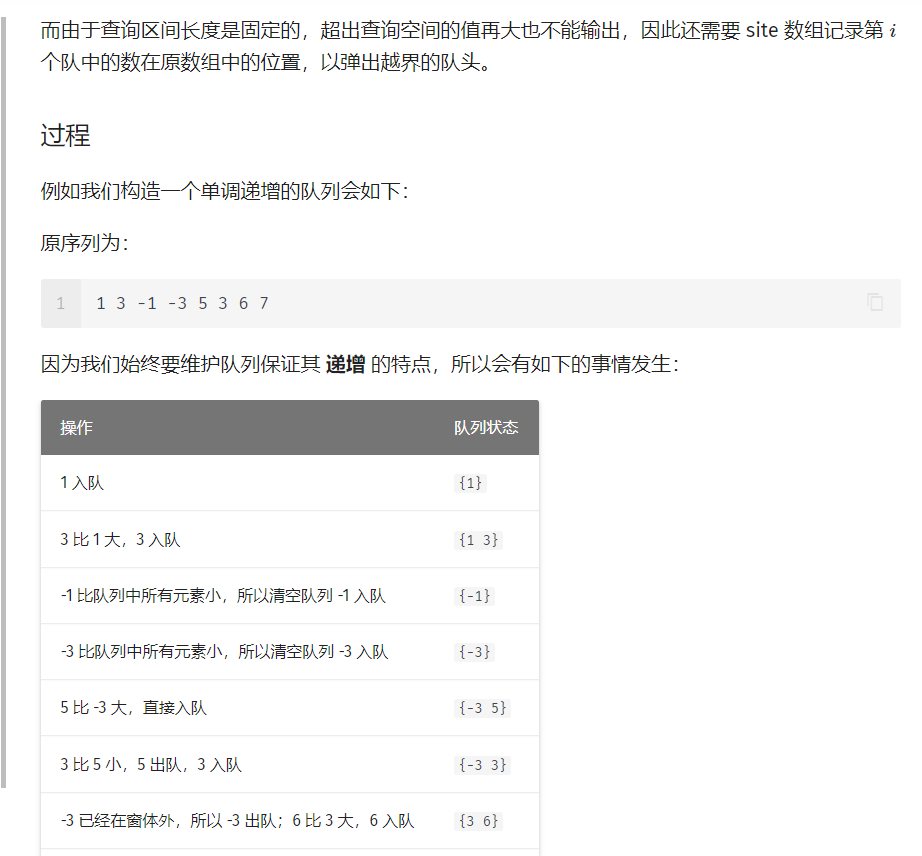 而由于查询区间长度是固定的，超出查询空间的值再大也不能输出，因此还需要 site 数组记录第 i
个队中的数在原数组中的位置，以弹出越界的队头。
过程
例如我们构造一个单调递增的队列会如下：
原序列为：
1 1 3 -1 -3 5 3 6 7
因为我们始终要维护队列保证其 递增 的特点，所以会有如下的事情发生：
操作 队列状态
1 入队 {1}
3 比 1 大，3 入队 {1 3}
-1 比队列中所有元素小，所以清空队列 -1 入队 {-1}
-3 比队列中所有元素小，所以清空队列 -3 入队 {-3}
5 比 -3 大，直接入队 {-3 5}
3 比 5 小，5 出队，3 入队 {-3 3}
-3 已经在窗体外，所以 -3 出队；6 比 3 大，6 入队 {3 6}